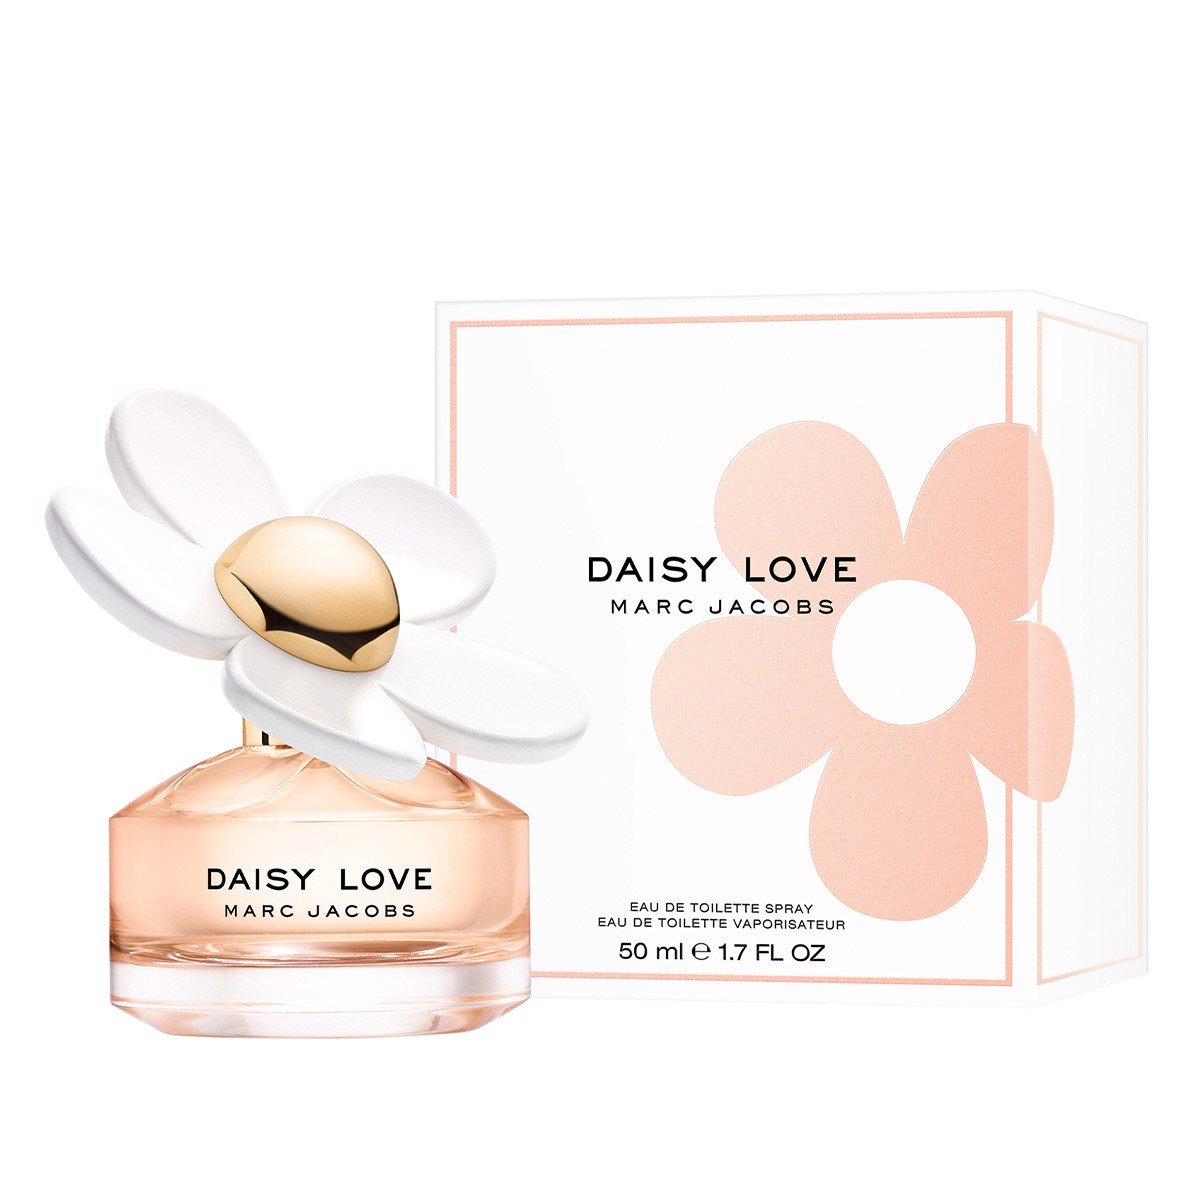 DAISY LOVE
MARC JACOBS
EAU DE TOILETTE SPRAY
EAU DE TOILETTE VAPORISATEUR
50 ml ℮ 1.7 FL OZ
DAISY LOVE
MARC JACOBS